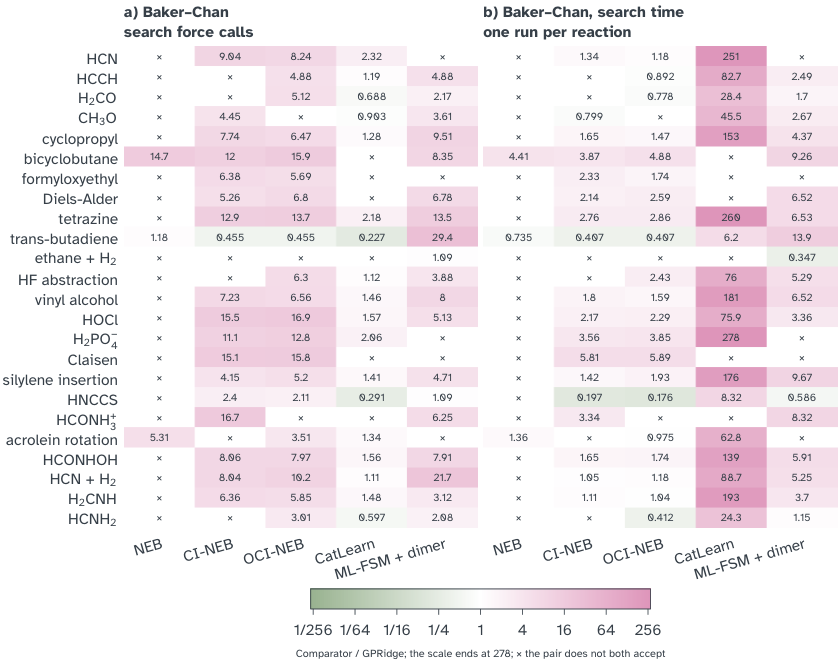 a) Baker–Chan
search force calls
b) Baker–Chan, search time
one run per reaction
HCN × 9.04 8.24 2.32 × × 1.34 1.18 251 ×
HCCH × × 4.88 1.19 4.88 × × 0.892 82.7 2.49
H₂CO × × 5.12 0.688 2.17 × × 0.778 28.4 1.7
CH₃O × 4.45 × 0.903 3.61 × 0.799 × 45.5 2.67
cyclopropyl × 7.74 6.47 1.28 9.51 × 1.65 1.47 153 4.37
bicyclobutane 14.7 12 15.9 × 8.35 4.41 3.87 4.88 × 9.26
formyloxyethyl × 6.38 5.69 × × × 2.33 1.74 × ×
Diels-Alder × 5.26 6.8 × 6.78 × 2.14 2.59 × 6.52
tetrazine × 12.9 13.7 2.18 13.5 × 2.76 2.86 260 6.53
trans-butadiene 1.18 0.455 0.455 0.227 29.4 0.735 0.407 0.407 6.2 13.9
ethane + H₂ × × × × 1.09 × × × × 0.347
HF abstraction × × 6.3 1.12 3.88 × × 2.43 76 5.29
vinyl alcohol × 7.23 6.56 1.46 8 × 1.8 1.59 181 6.52
HOCl × 15.5 16.9 1.57 5.13 × 2.17 2.29 75.9 3.36
H₂PO₄⁻ × 11.1 12.8 2.06 × × 3.56 3.85 278 ×
Claisen × 15.1 15.8 × × × 5.81 5.89 × ×
silylene insertion × 4.15 5.2 1.41 4.71 × 1.42 1.93 176 9.67
HNCCS × 2.4 2.11 0.291 1.09 × 0.197 0.176 8.32 0.586
HCONH₃⁺ × 16.7 × × 6.25 × 3.34 × × 8.32
acrolein rotation 5.31 × 3.51 1.34 × 1.36 × 0.975 62.8 ×
HCONHOH × 8.06 7.97 1.56 7.91 × 1.65 1.74 139 5.91
HCN + H₂ × 8.04 10.2 1.11 21.7 × 1.05 1.18 88.7 5.25
H₂CNH × 6.36 5.85 1.48 3.12 × 1.11 1.04 193 3.7
HCNH₂ × × 3.01 0.597 2.08 × × 0.412 24.3 1.15
NEB CI-NEB OCI-NEB CatLearn ML-FSM + dimer NEB CI-NEB OCI-NEB CatLearn ML-FSM + dimer
1/256 1/64 1/16 1/4 1 4 16 64 256
Comparator / GPRidge; the scale ends at 278; × the pair does not both accept